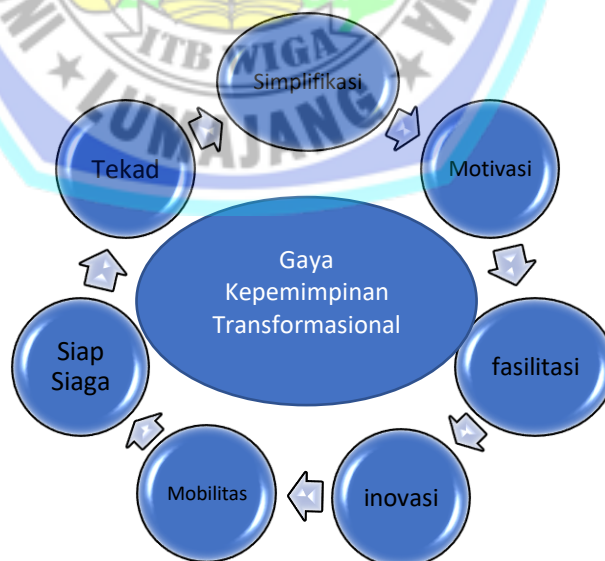 ITB WIGA
LUMAJANG
Simplifikasi
Tekad
Motivasi
Gaya
Kepemimpinan
Transformasional
Siap
Siaga
fasilitasi
Mobilitas
inovasi